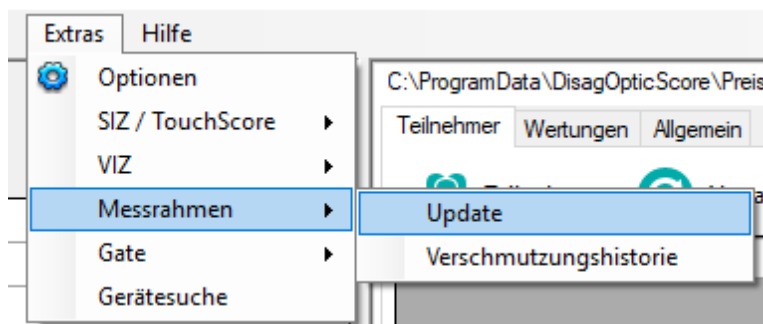 Extras Hilfe
Optionen
C:\ProgramData\DisagOpticScore\Preis
SIZ / TouchScore
Teilnehmer Wertungen Allgemein
VIZ
Messrahmen
Update
Gate
Verschmutzungshistorie
Gerätesuche